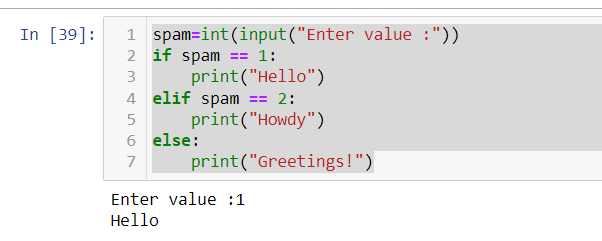 In [39]:
1 spam=int(input("Enter value :"))
2 if spam == 1:
3     print("Hello")
4 elif spam == 2:
5     print("Howdy")
6 else:
7     print("Greetings!")
Enter value :1
Hello